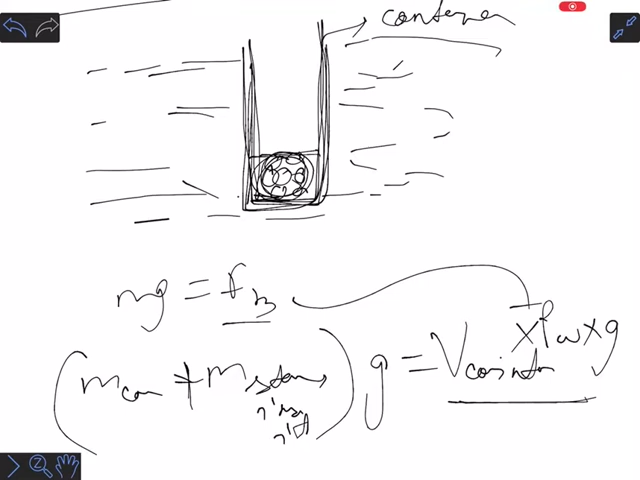 container
mg = F_B
× ρ_w × g
(m_con + m_stone) g = V_container